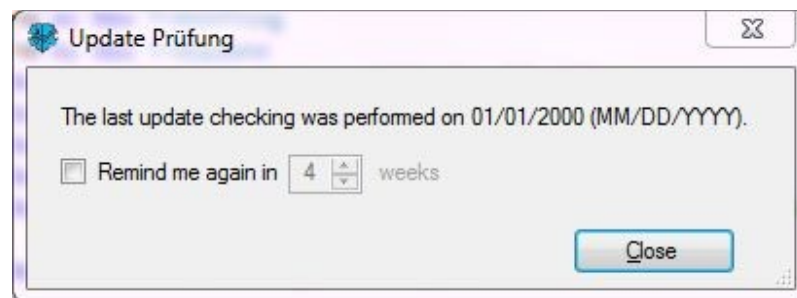 Update Prüfung
The last update checking was performed on 01/01/2000 (MM/DD/YYYY).
Remind me again in 4 weeks
Close